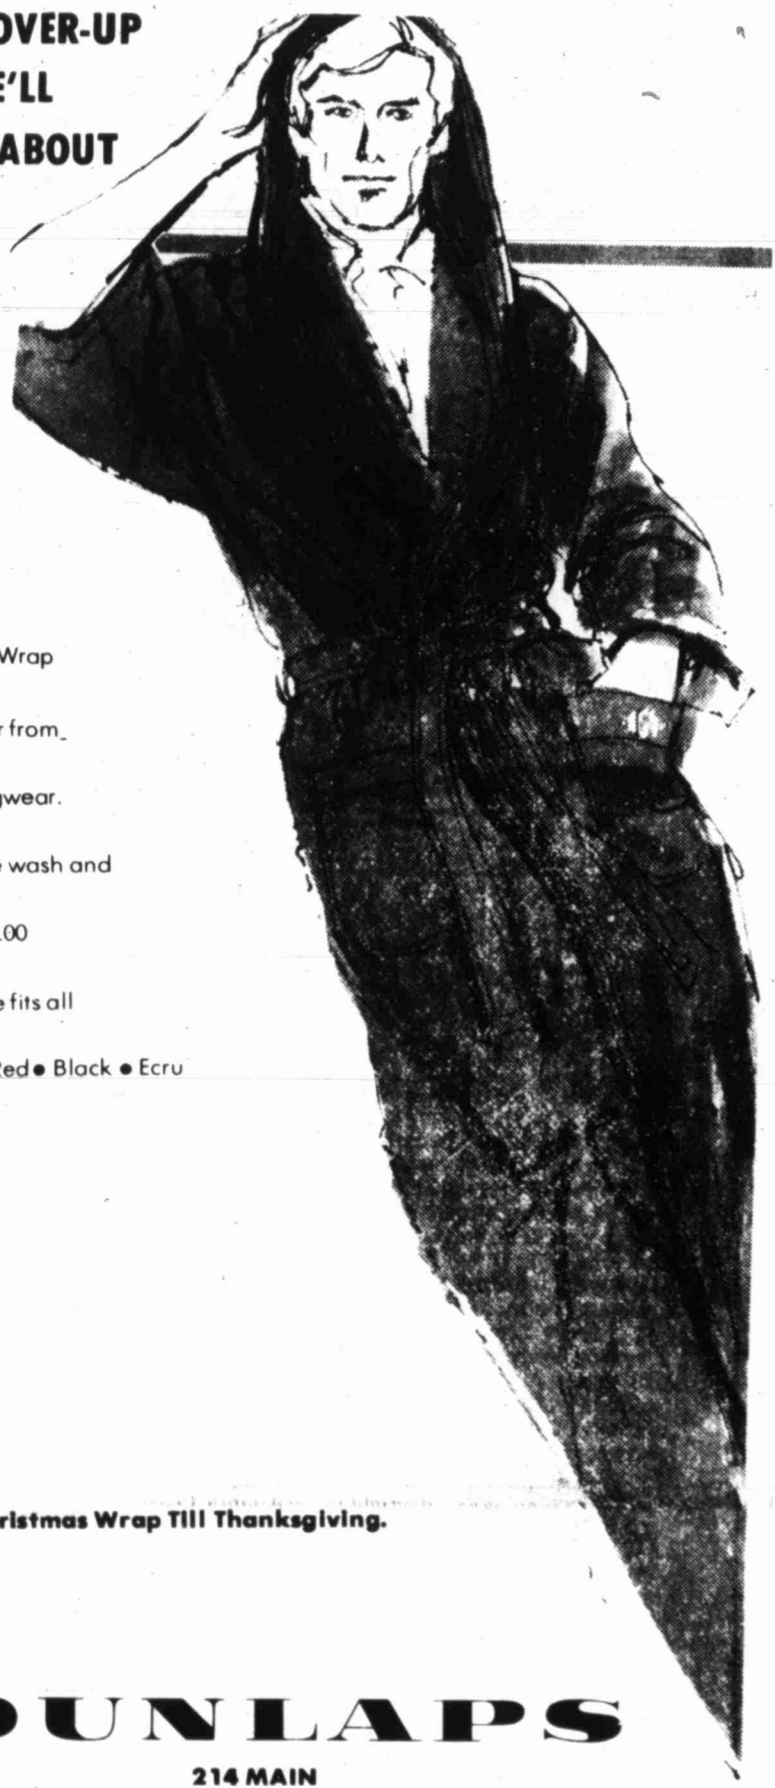 OVER-UP
E'LL
ABOUT
Wrap
r from
gwear.
e wash and
.00
e fits all
Red • Black • Ecru
ristmas Wrap Till Thanksgiving.
DUNLAPS
214 MAIN